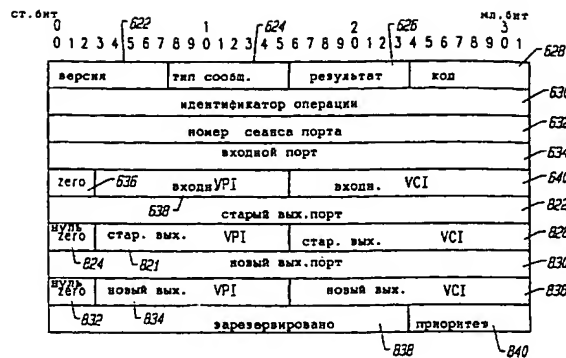 ст.бит мл.бит
0 1 2 3
0 1 2 3 4 5 6 7 8 9 0 1 2 3 4 5 6 7 8 9 0 1 2 3 4 5 6 7 8 9 0 1
622 624 626 628
версия тип сообщ. результат код
идентификатор операции 630
номер сеанса порта 632
входной порт 634
zero 636 входн. VPI входн. VCI 640
638
старый вых.порт 822
нуль
zero стар. вых. VPI стар. вых. VCI 828
824 821
новый вых.порт 830
нуль
zero новый вых. VPI новый вых. VCI 836
832 834
зарезервировано приоритет
838 840